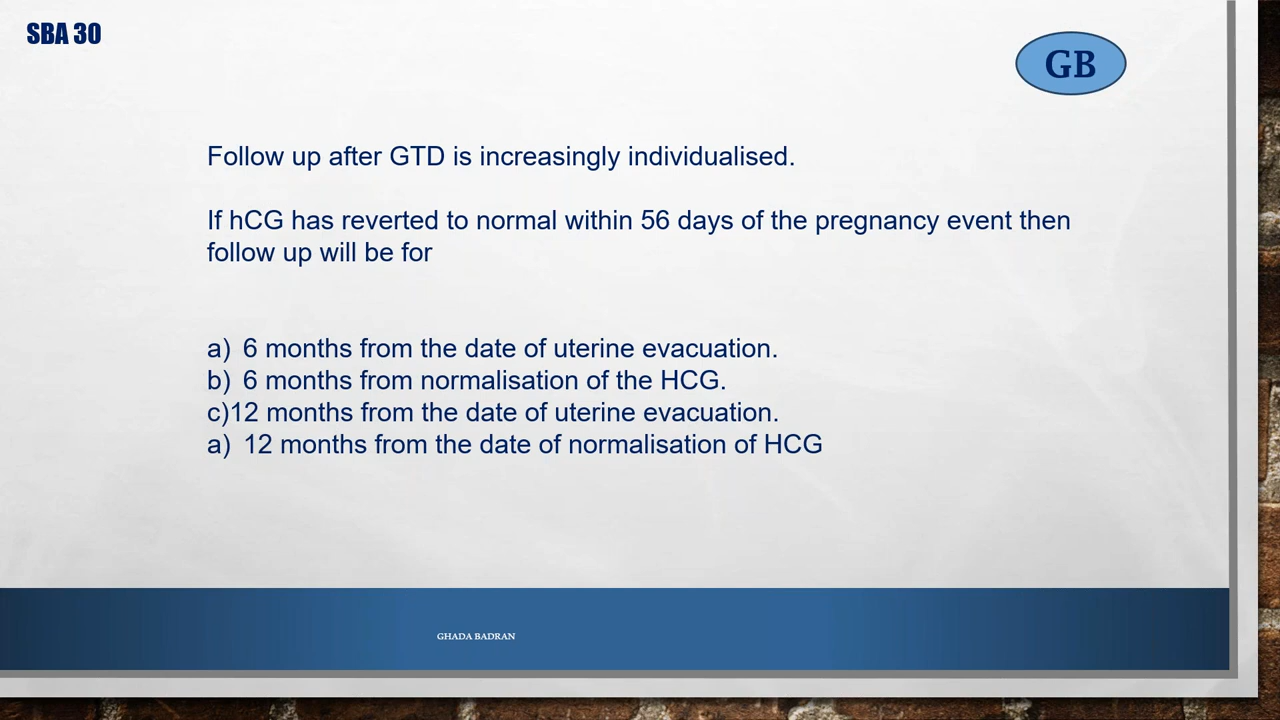 SBA 30
GB
Follow up after GTD is increasingly individualised.
If hCG has reverted to normal within 56 days of the pregnancy event then
follow up will be for
a) 6 months from the date of uterine evacuation.
b) 6 months from normalisation of the HCG.
c)12 months from the date of uterine evacuation.
a) 12 months from the date of normalisation of HCG
GHADA BADRAN